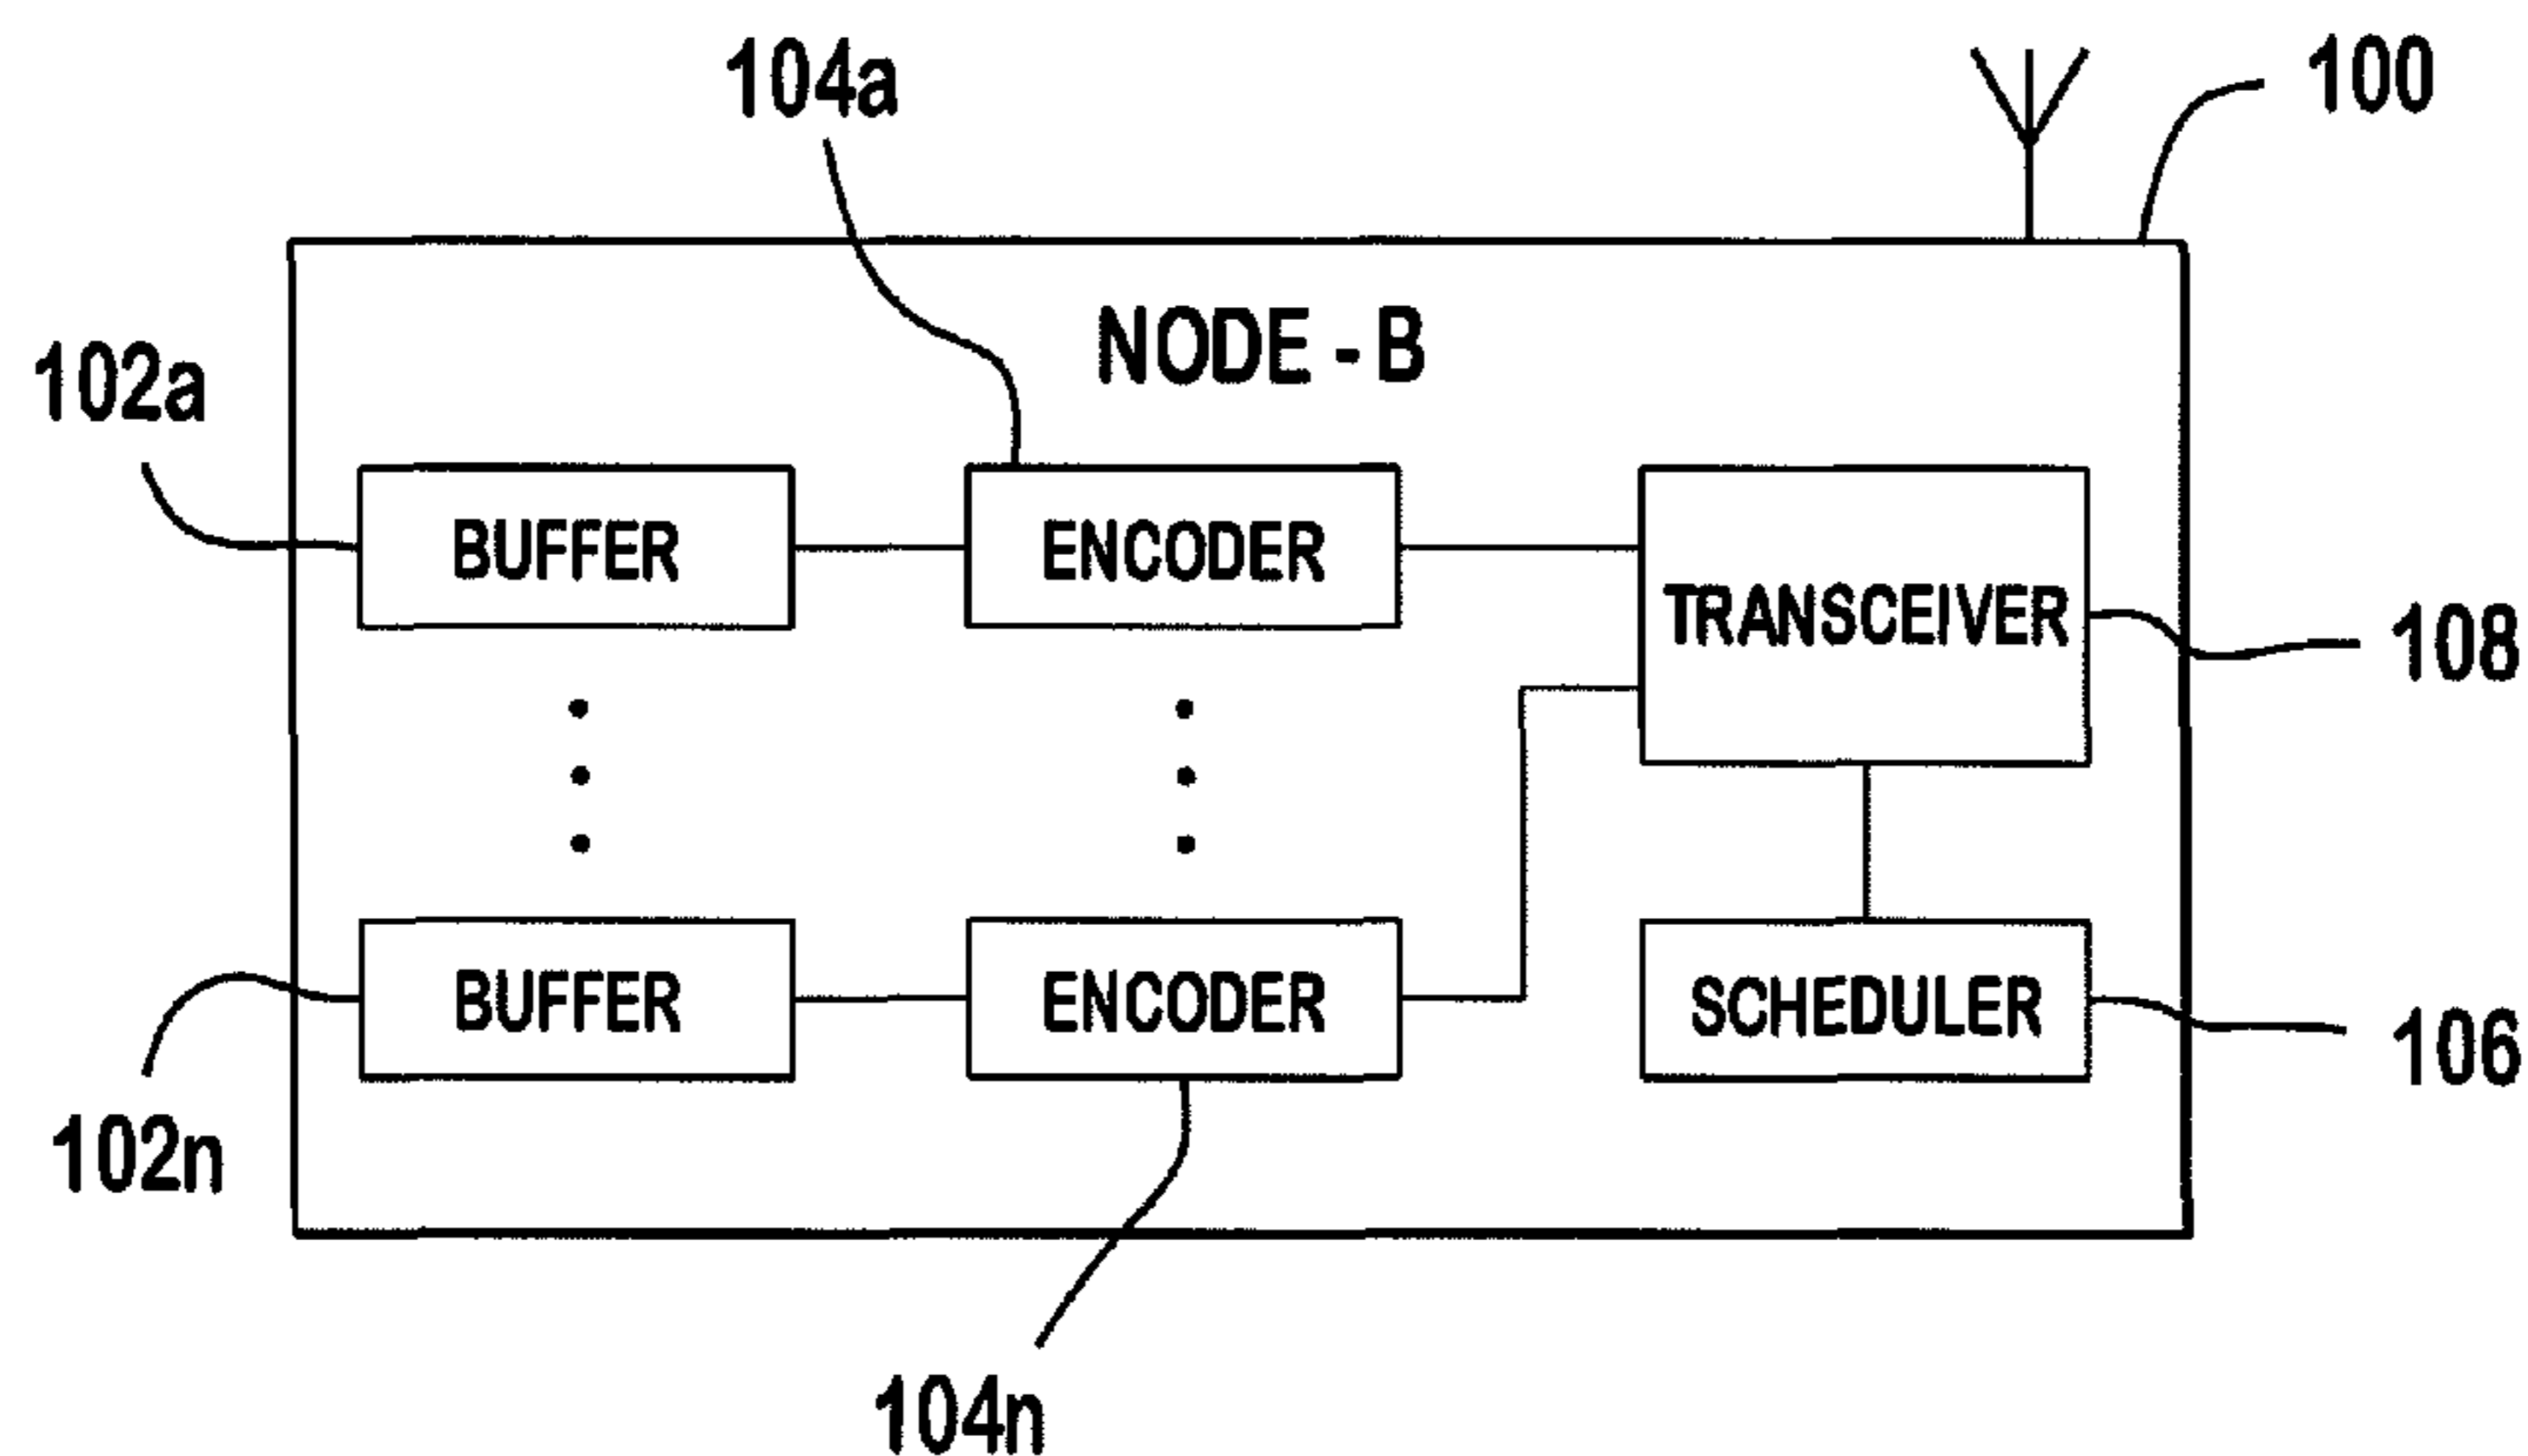 104a
100
NODE - B
102a
BUFFER
ENCODER
TRANSCEIVER
108
BUFFER
ENCODER
SCHEDULER
106
102n
104n